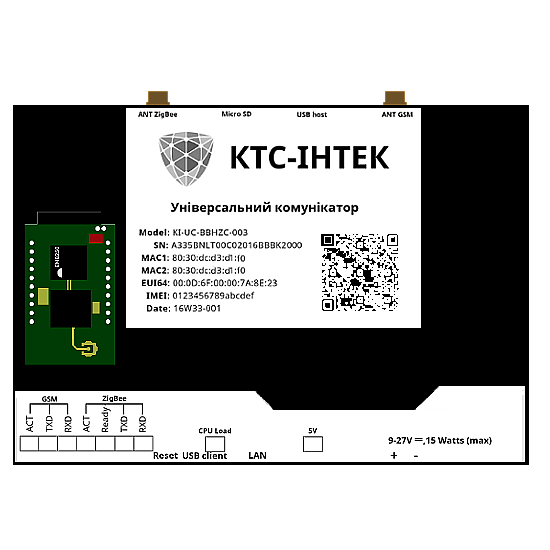 ANT ZigBee Micro SD USB host ANT GSM
КТС-ІНТЕК
Універсальний комунікатор
Model: KI-UC-BBHZC-003
SN: A335BNLT00C02016BBBK2000
MAC1: 80:30:dc:d3:d1:f0
MAC2: 80:30:dc:d3:d1:f0
EUI64: 00:0D:6F:00:00:7A:8E:23
IMEI: 0123456789abcdef
Date: 16W33-001
GSM ZigBee
ACT TXD RXD ACT Ready TXD RXD
CPU Load 5V
9-27V ⎓,15 Watts (max)
Reset USB client LAN + -